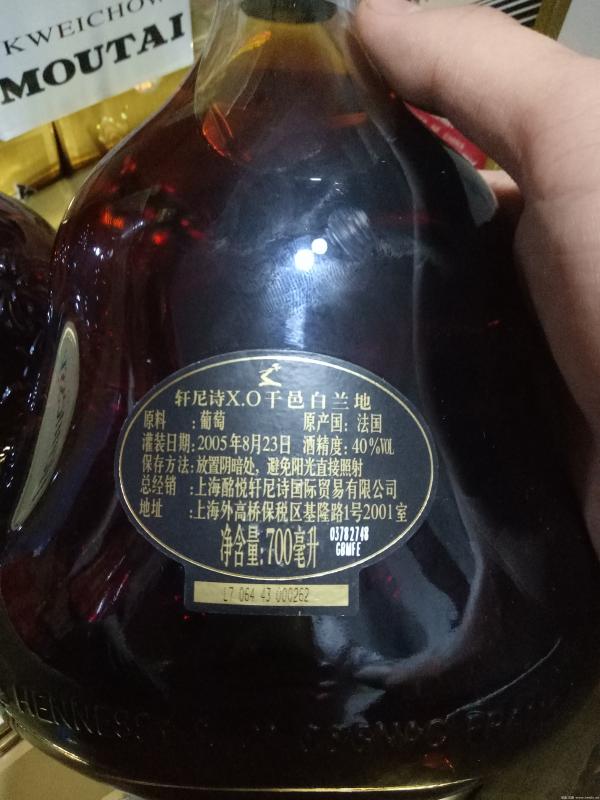 KWEICHOW
MOUTAI
轩尼诗X.O干邑白兰地
原料 :葡萄 原产国: 法国
灌装日期:2005年8月23日 酒精度:40%VOL
保存方法:放置阴暗处，避免阳光直接照射
总经销 :上海酩悦轩尼诗国际贸易有限公司
地址 :上海外高桥保税区基隆路1号2001室
净含量:700毫升
03782748
GBMFE
L7 064 43 000262
HENNESSY COGNAC